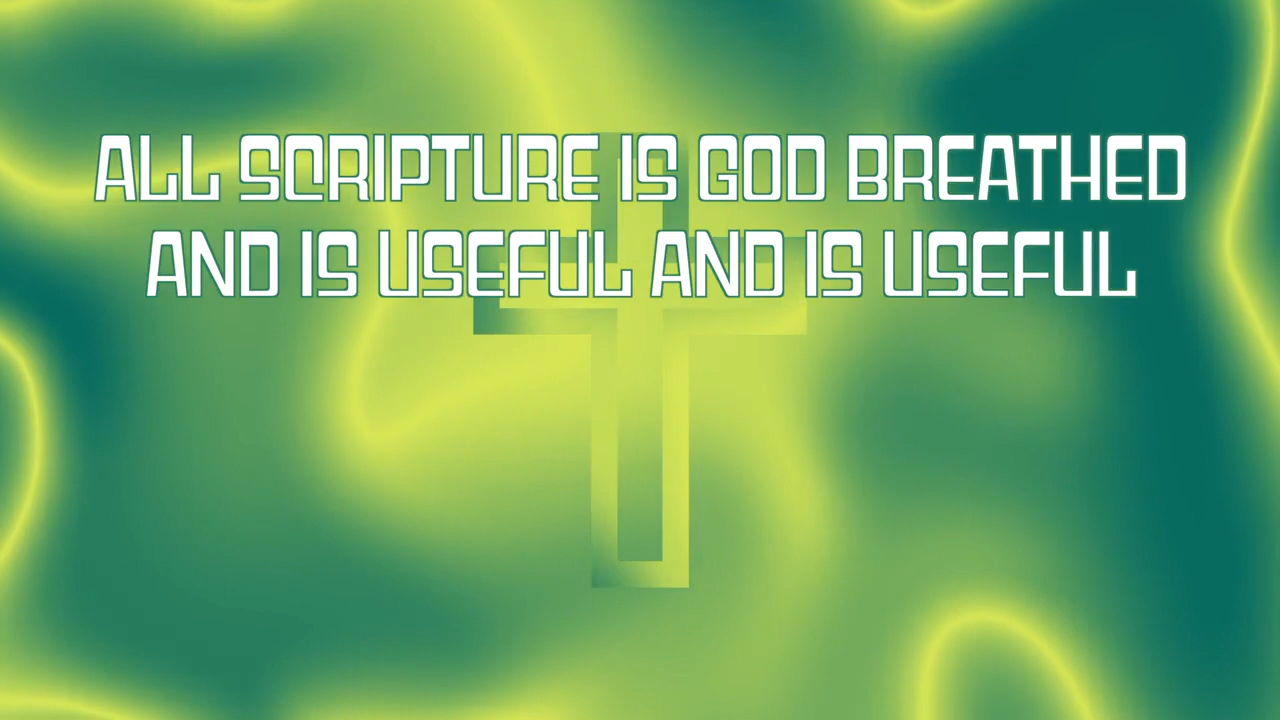 ALL SCRIPTURE IS GOD BREATHED
AND IS USEFUL AND IS USEFUL